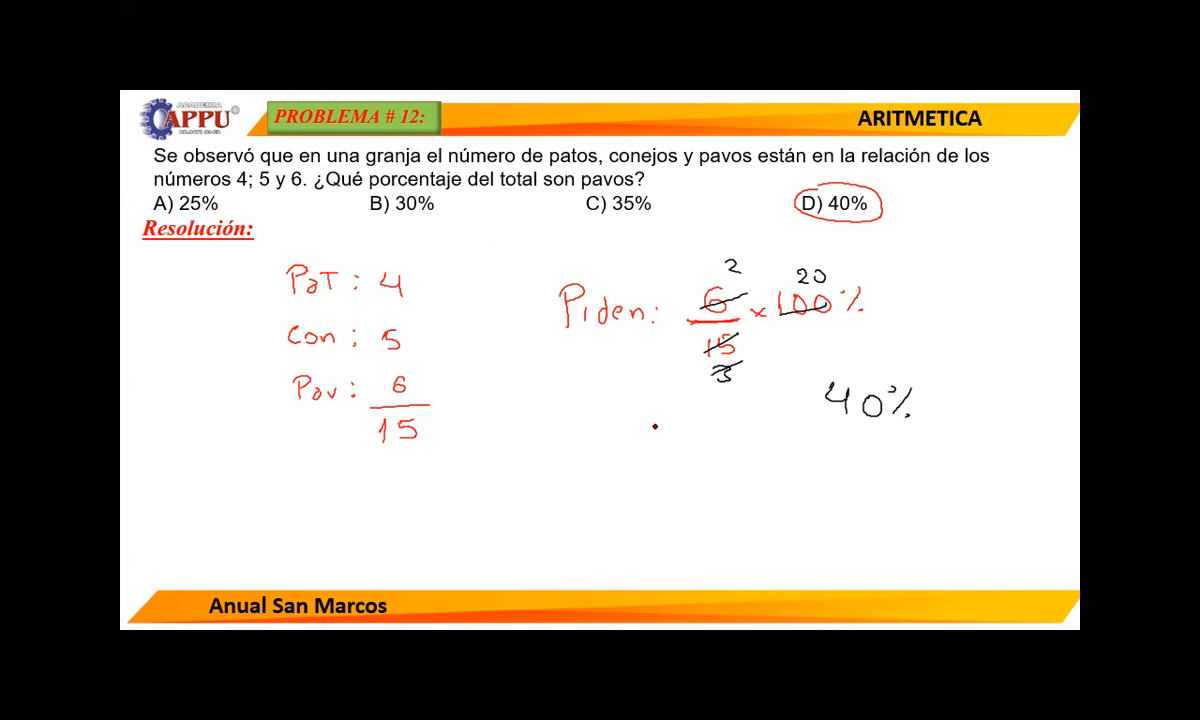 ACADEMIA
APPU
PROBLEMA # 12:
ARITMETICA
Se observó que en una granja el número de patos, conejos y pavos están en la relación de los
números 4; 5 y 6. ¿Qué porcentaje del total son pavos?
A) 25% B) 30% C) 35% D) 40%
Resolución:
PaT : 4
Con : 5
Pav : 6
15
Piden: 6 x 100%
2 20
15
3
40%
Anual San Marcos